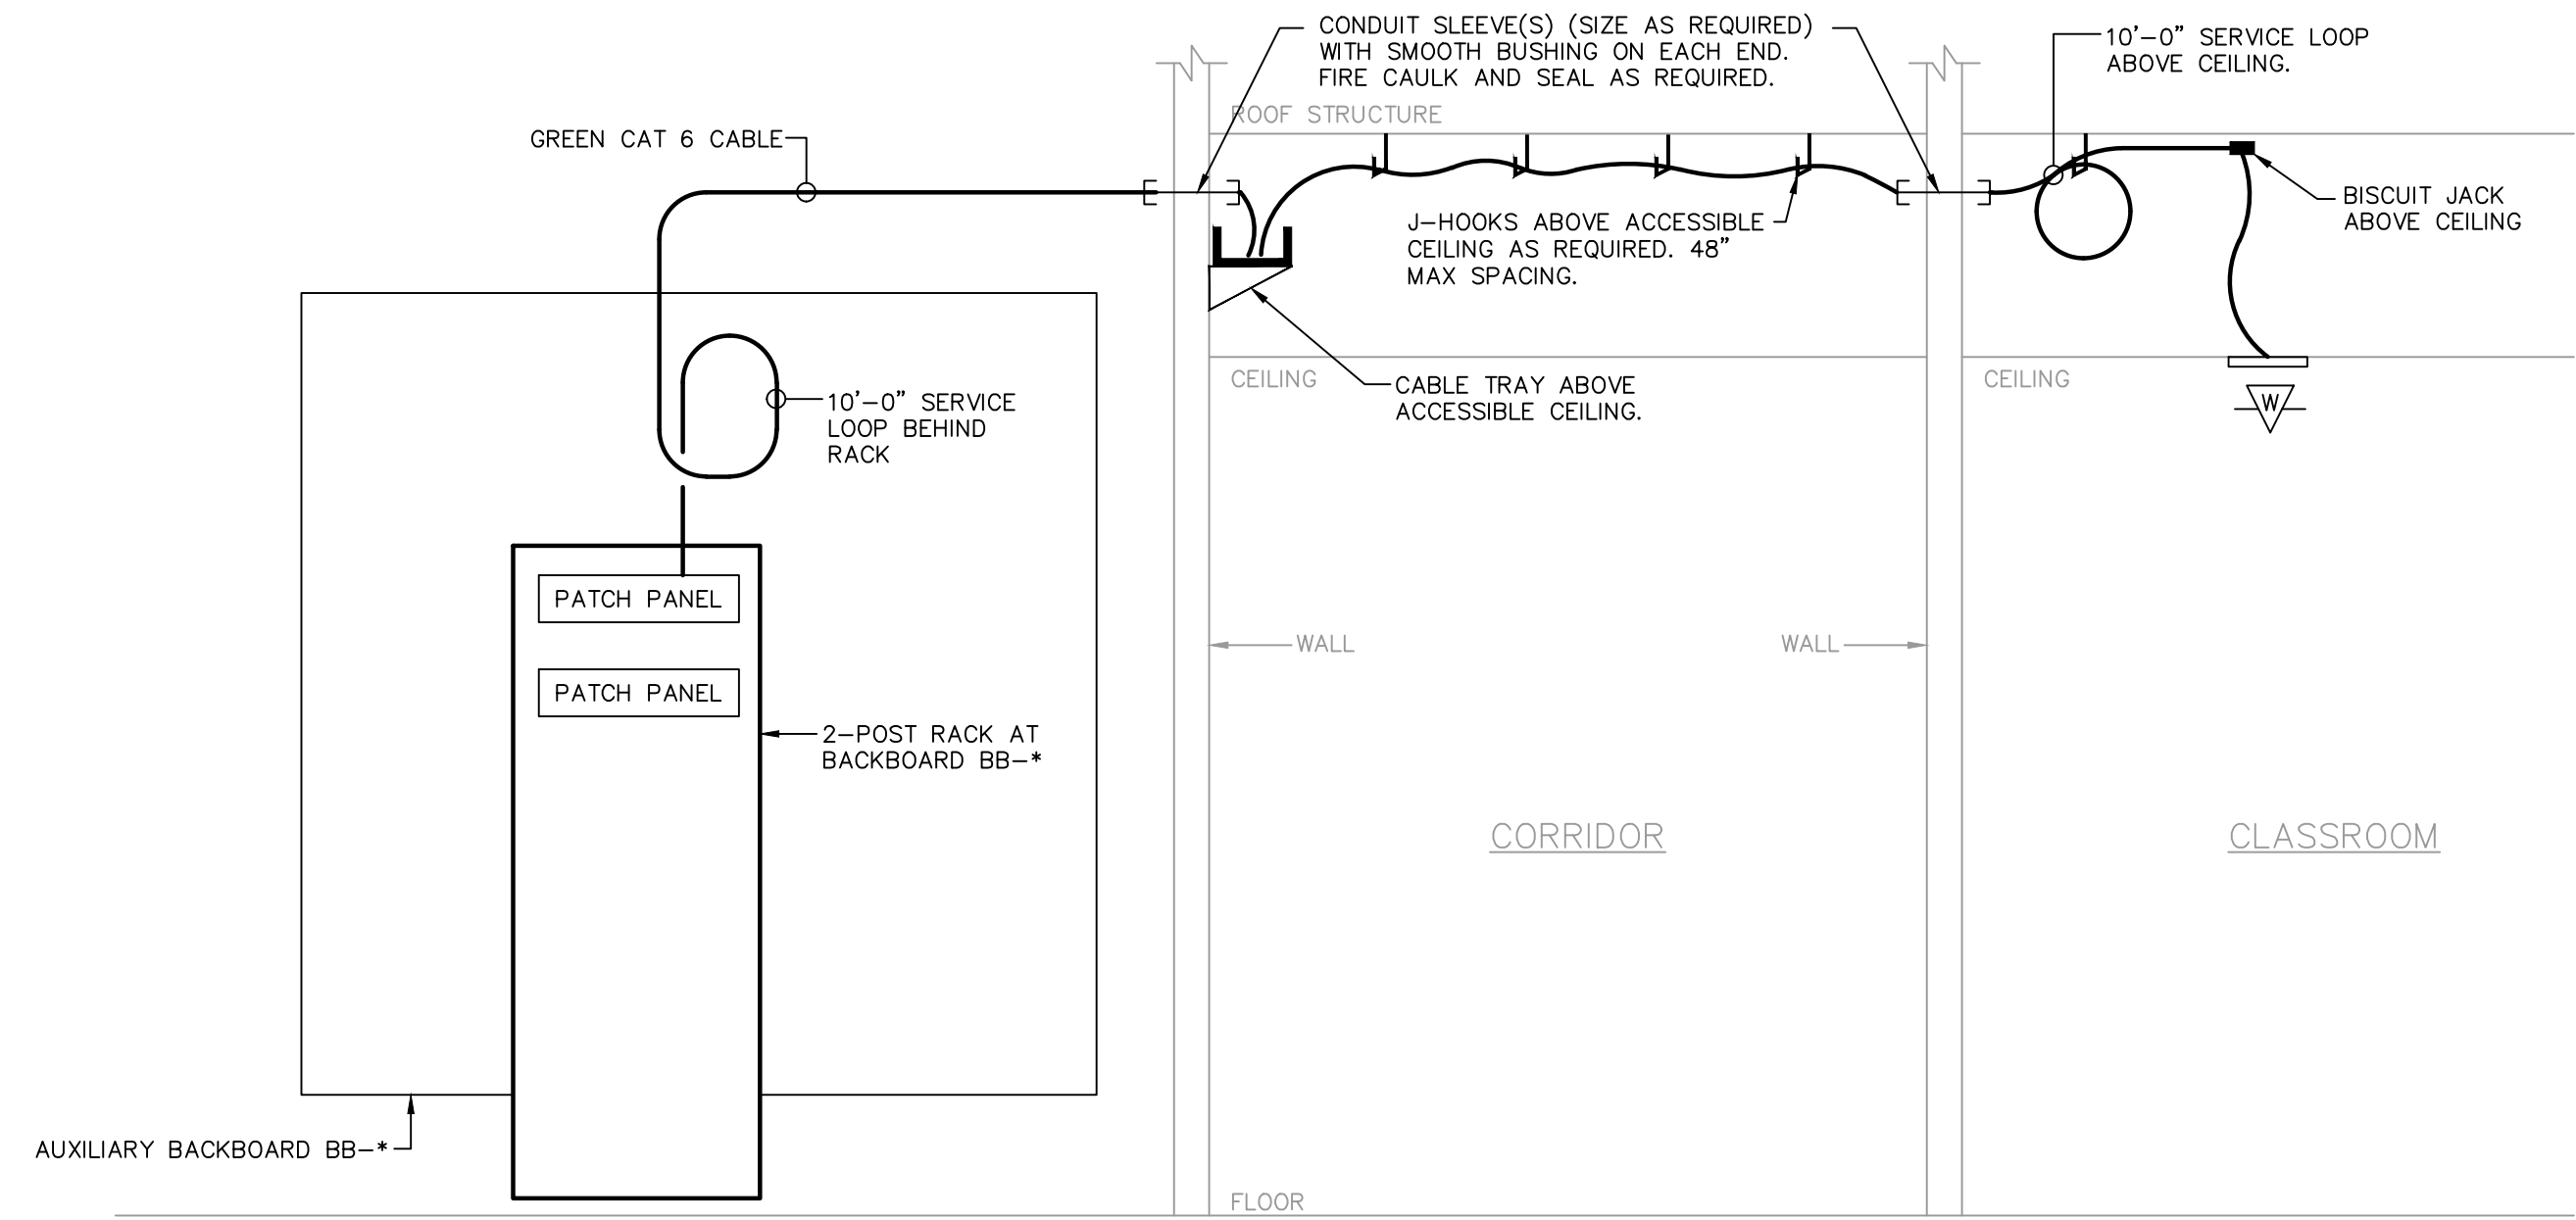 CONDUIT SLEEVE(S) (SIZE AS REQUIRED)
WITH SMOOTH BUSHING ON EACH END.
FIRE CAULK AND SEAL AS REQUIRED.
10'-0" SERVICE LOOP
ABOVE CEILING.
ROOF STRUCTURE
GREEN CAT 6 CABLE
BISCUIT JACK
ABOVE CEILING
J-HOOKS ABOVE ACCESSIBLE
CEILING AS REQUIRED. 48"
MAX SPACING.
CEILING
CABLE TRAY ABOVE
ACCESSIBLE CEILING.
CEILING
W
10'-0" SERVICE
LOOP BEHIND
RACK
PATCH PANEL
WALL
WALL
PATCH PANEL
2-POST RACK AT
BACKBOARD BB-*
CORRIDOR
CLASSROOM
AUXILIARY BACKBOARD BB-*
FLOOR